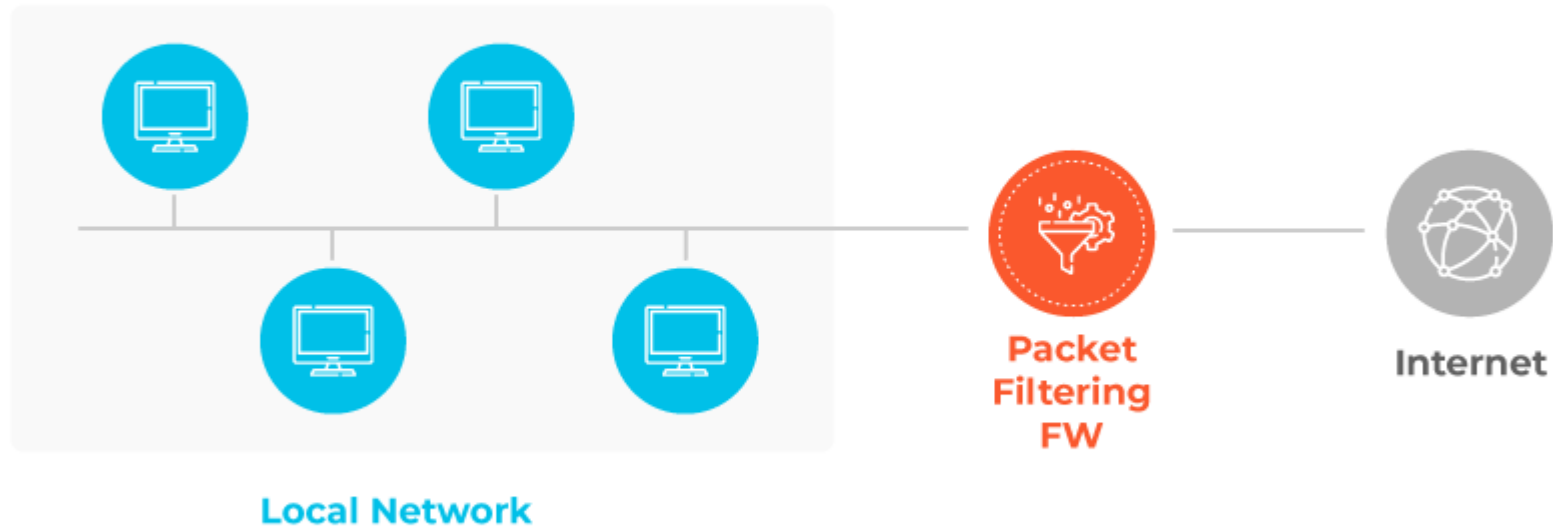 Packet
Filtering
FW
Internet
Local Network